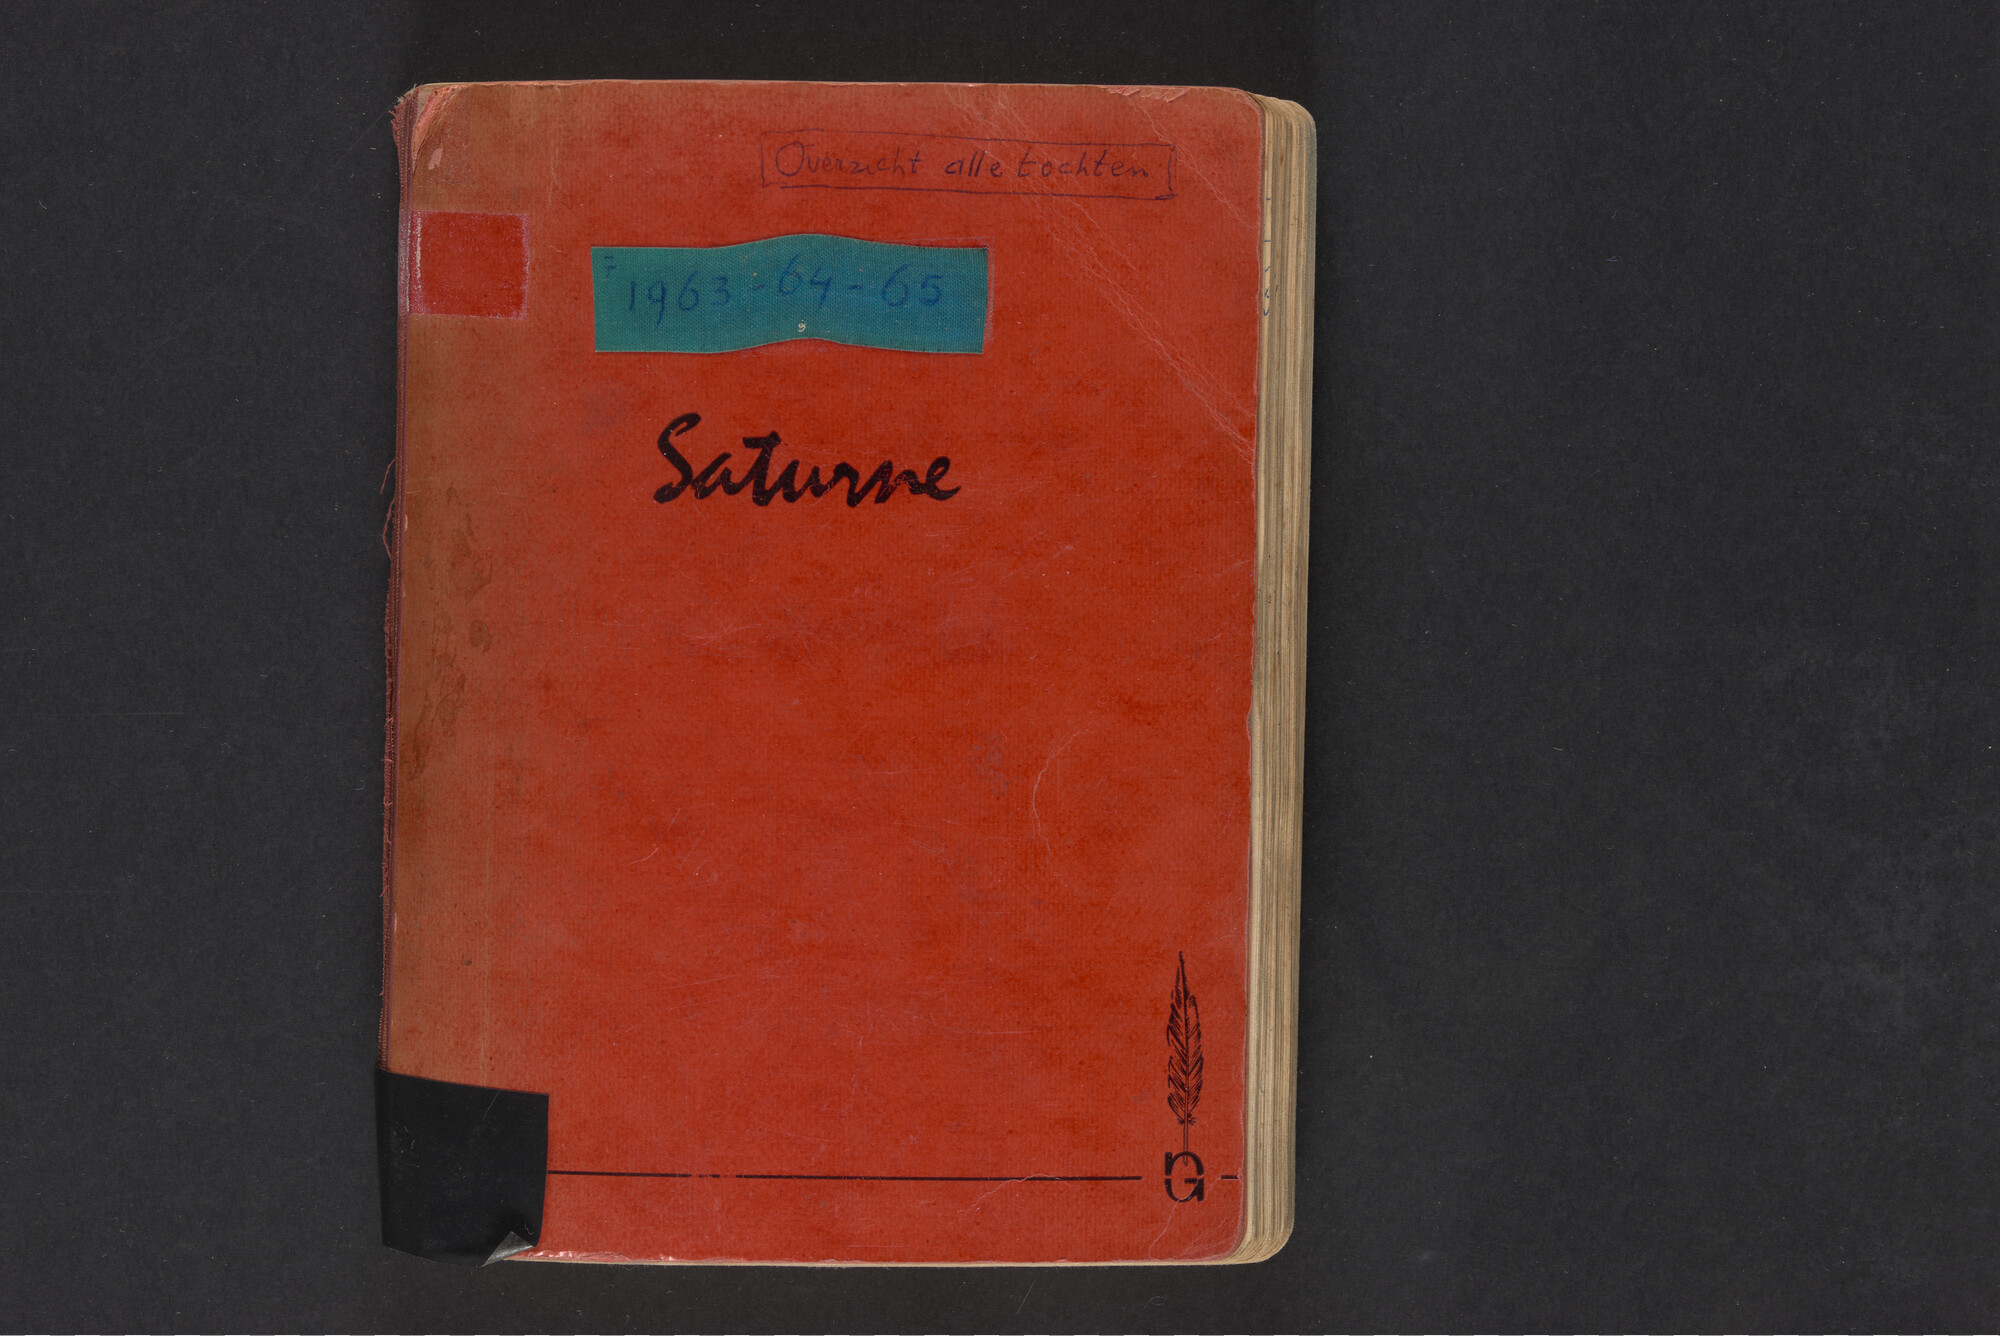 Overzicht alle tochten
1963-64-65
Saturne